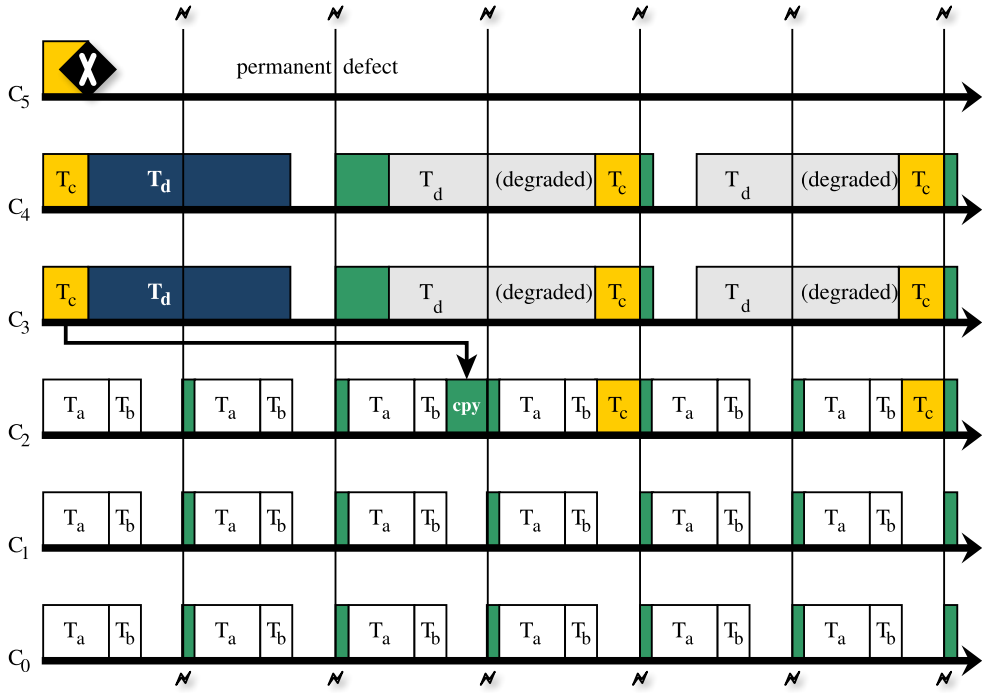 permanent defect
C5
Tc Td Td (degraded) Tc Td (degraded) Tc
C4
Tc Td Td (degraded) Tc Td (degraded) Tc
C3
Ta Tb Ta Tb Ta Tb cpy Ta Tb Tc Ta Tb Ta Tb Tc
C2
Ta Tb Ta Tb Ta Tb Ta Tb Ta Tb Ta Tb
C1
Ta Tb Ta Tb Ta Tb Ta Tb Ta Tb Ta Tb
C0